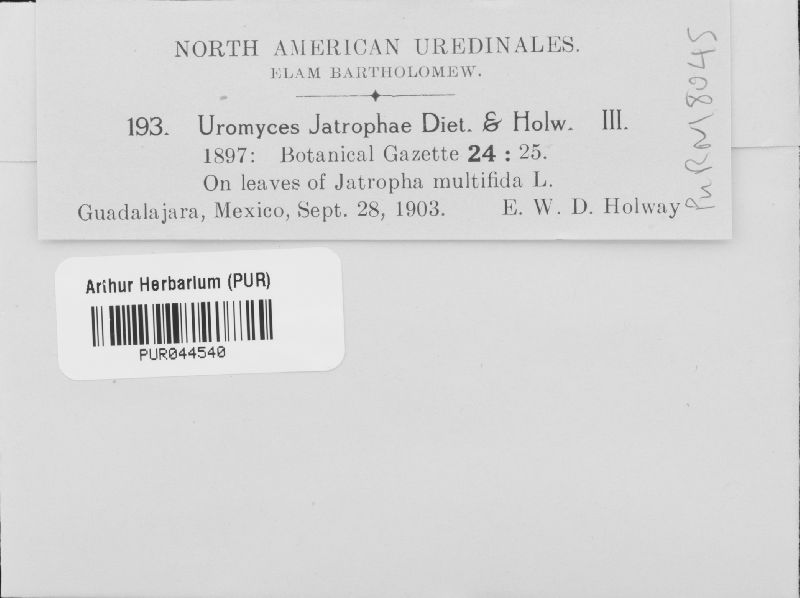 NORTH AMERICAN UREDINALES.
ELAM BARTHOLOMEW.
193. Uromyces Jatrophae Diet. & Holw. III.
1897: Botanical Gazette 24 : 25.
On leaves of Jatropha multifida L.
Guadalajara, Mexico, Sept. 28, 1903. E. W. D. Holway
PURN18045
Arthur Herbarium (PUR)
PUR044540